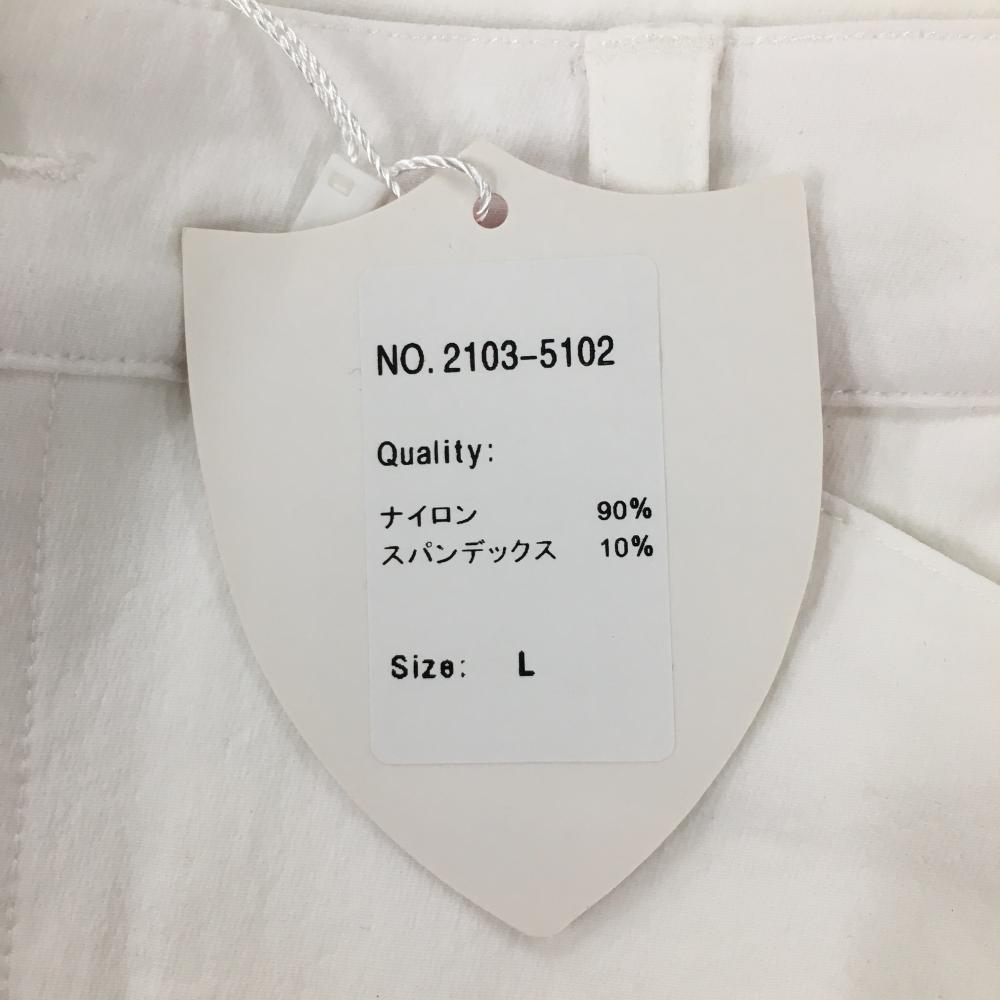 NO. 2103-5102
Quality:
ナイロン 90%
スパンデックス 10%
Size: L